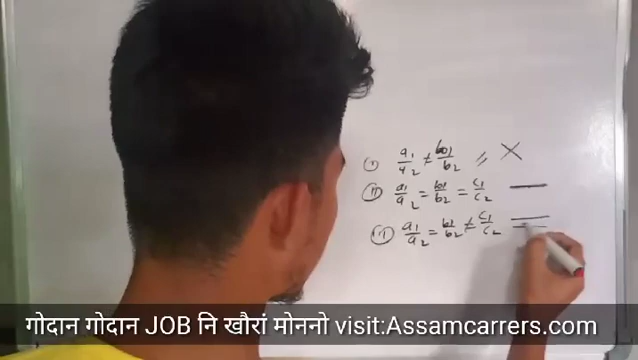 (i) a₁/a₂ ≠ b₁/b₂ //
(ii) a₁/a₂ = b₁/b₂ = c₁/c₂
(iii) a₁/a₂ = b₁/b₂ ≠ c₁/c₂
गोदान गोदान JOB नि खौरां मोननो visit:Assamcarrers.com